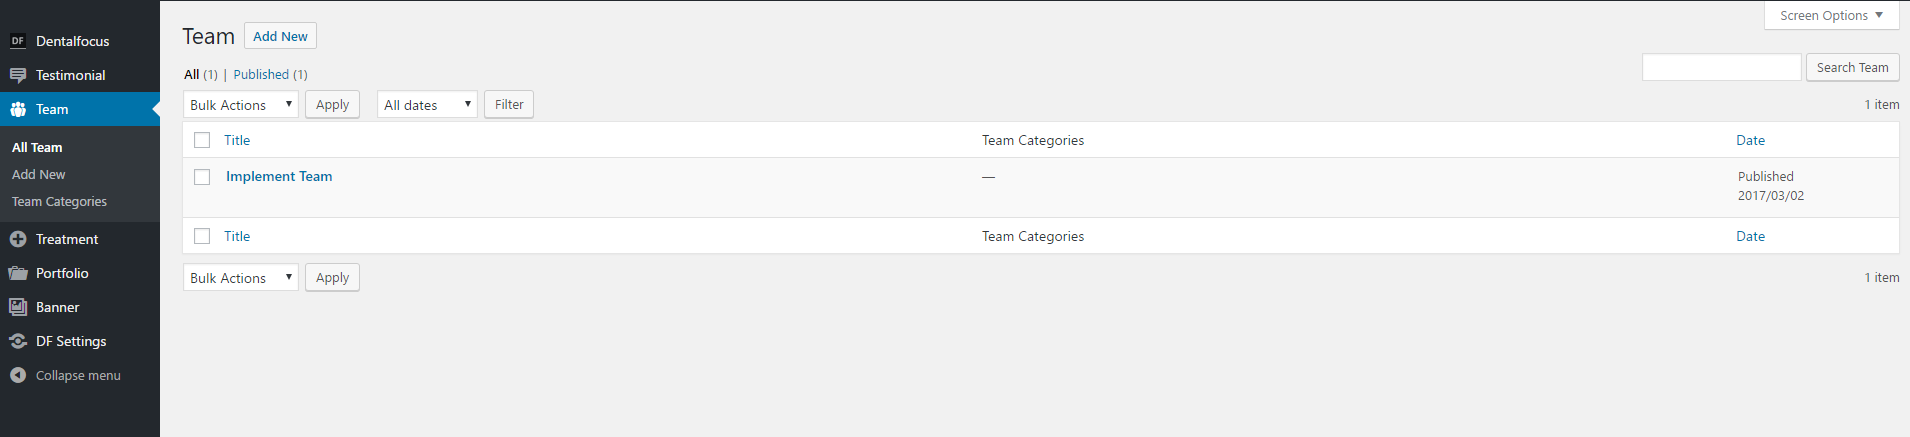 DF Dentalfocus
Testimonial
Team
All Team
Add New
Team Categories
Treatment
Portfolio
Banner
DF Settings
Collapse menu
Screen Options
Team Add New
All (1) | Published (1)
Search Team
Bulk Actions Apply All dates Filter 1 item
Title Team Categories Date
Implement Team — Published
2017/03/02
Title Team Categories Date
Bulk Actions Apply 1 item